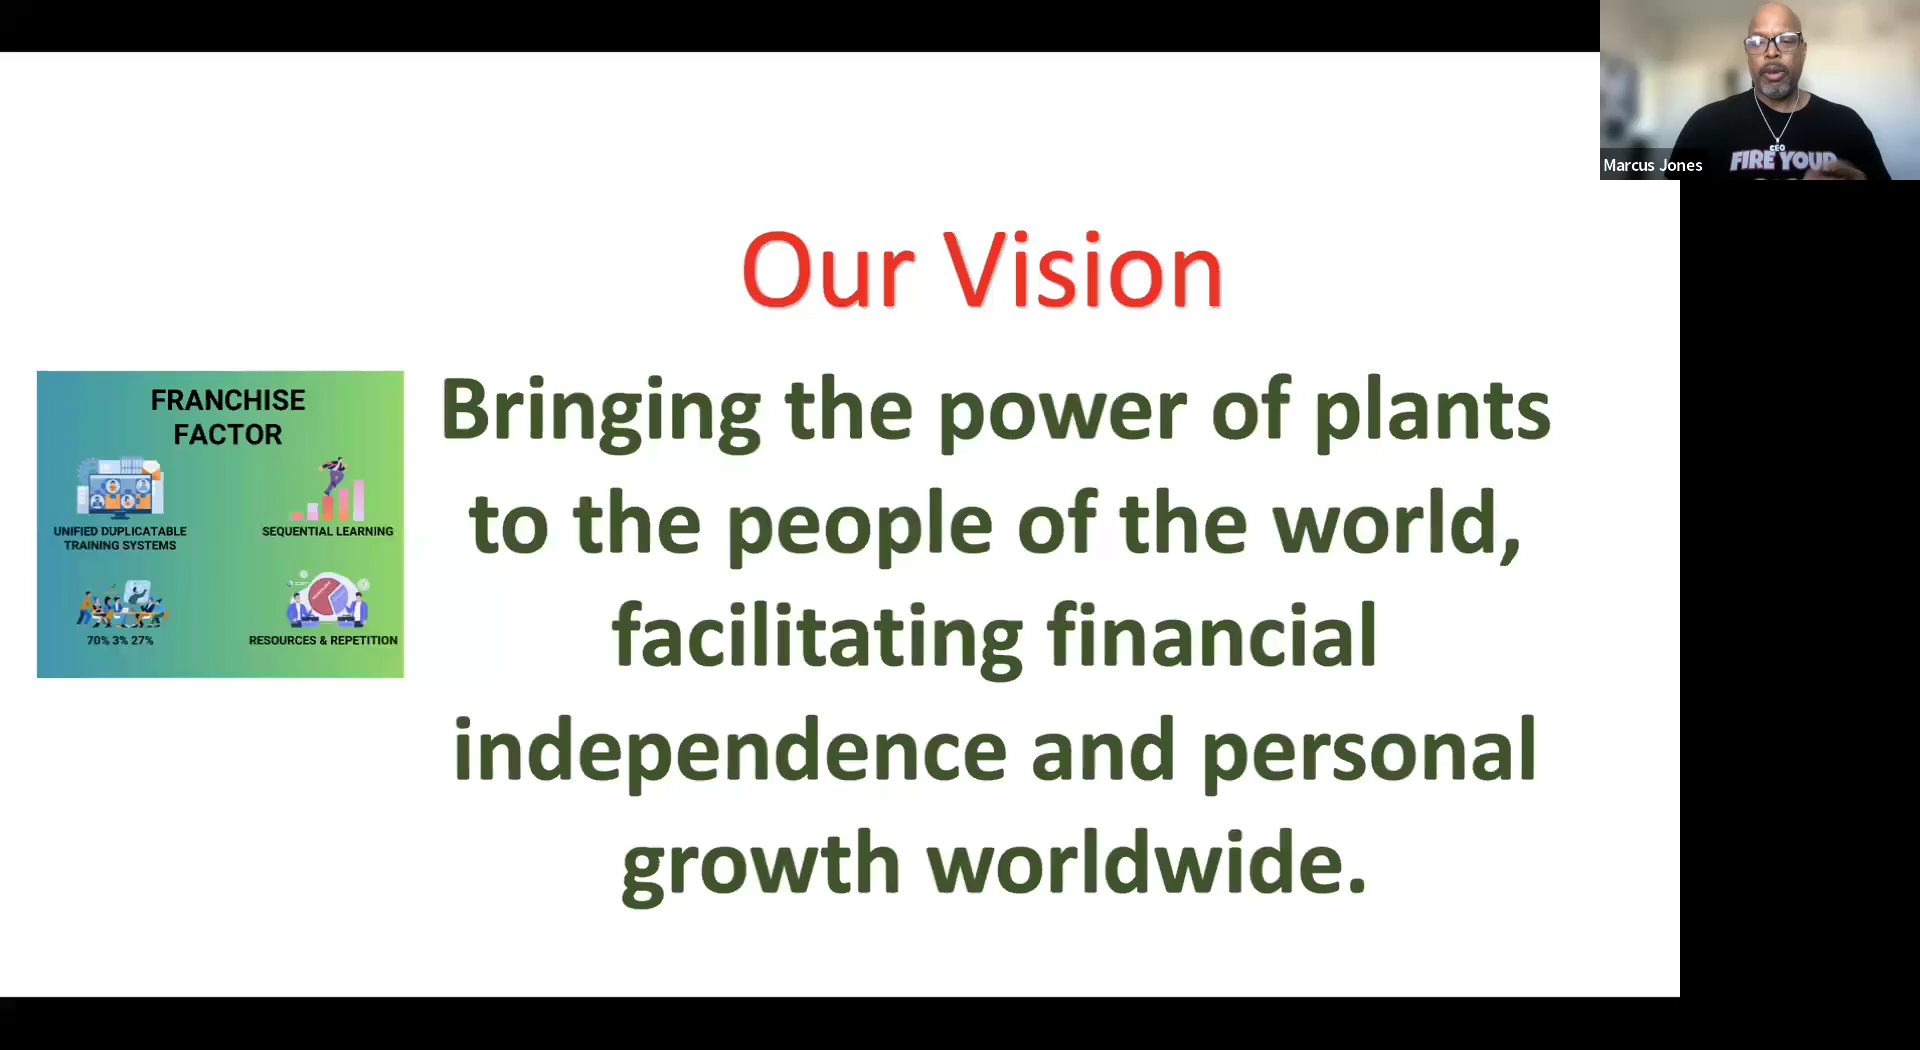 Our Vision
Bringing the power of plants
to the people of the world,
facilitating financial
independence and personal
growth worldwide.
FRANCHISE
FACTOR
UNIFIED DUPLICATABLE
TRAINING SYSTEMS
SEQUENTIAL LEARNING
70% 3% 27%
RESOURCES & REPETITION
CEO
FIRE YOUR
Marcus Jones